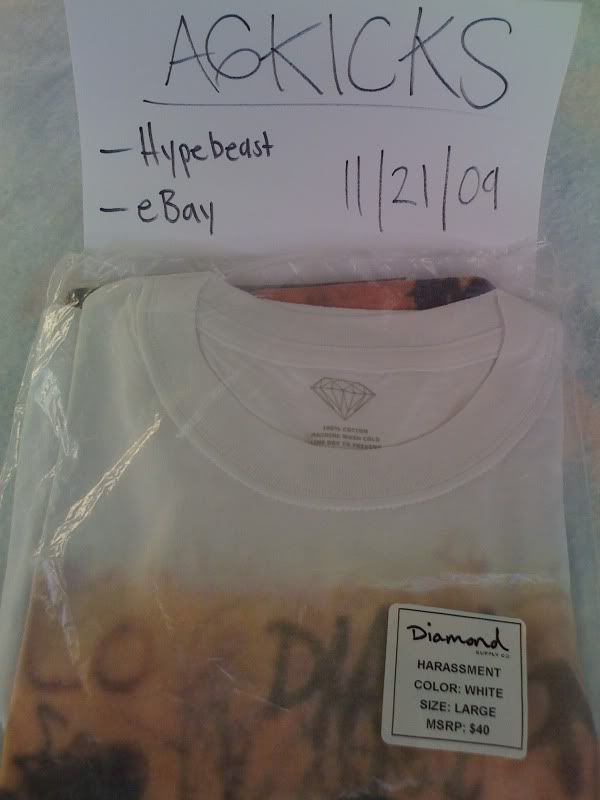 AGKICKS
– Hypebeast
– eBay
11/21/09
100% COTTON
MACHINE WASH COLD
Diamond
SUPPLY CO.
HARASSMENT
COLOR: WHITE
SIZE: LARGE
MSRP: $40